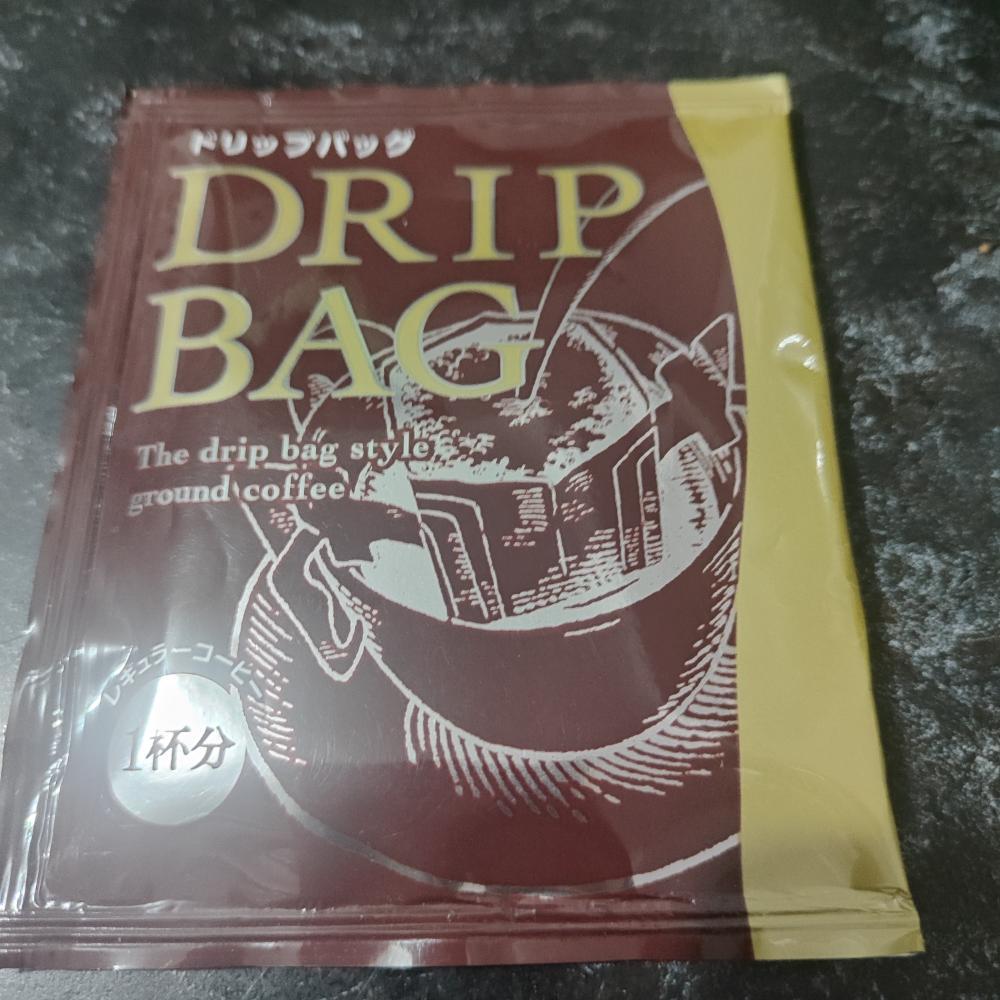 ドリップバッグ
DRIP
BAG
The drip bag style
ground coffee
レギュラーコーヒー
1杯分